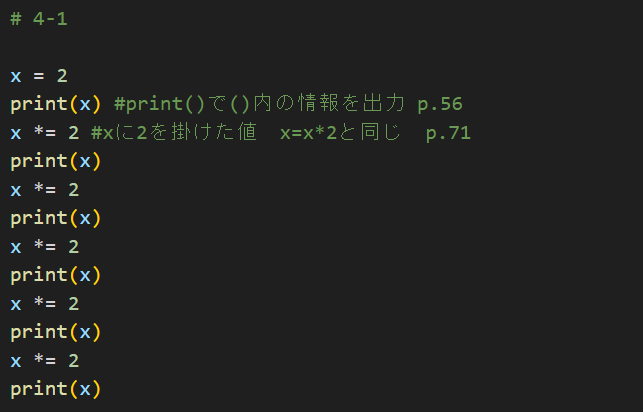 # 4-1
x = 2
print(x) #print()で()内の情報を出力 p.56
x *= 2 #xに2を掛けた値　x=x*2と同じ　p.71
print(x)
x *= 2
print(x)
x *= 2
print(x)
x *= 2
print(x)
x *= 2
print(x)